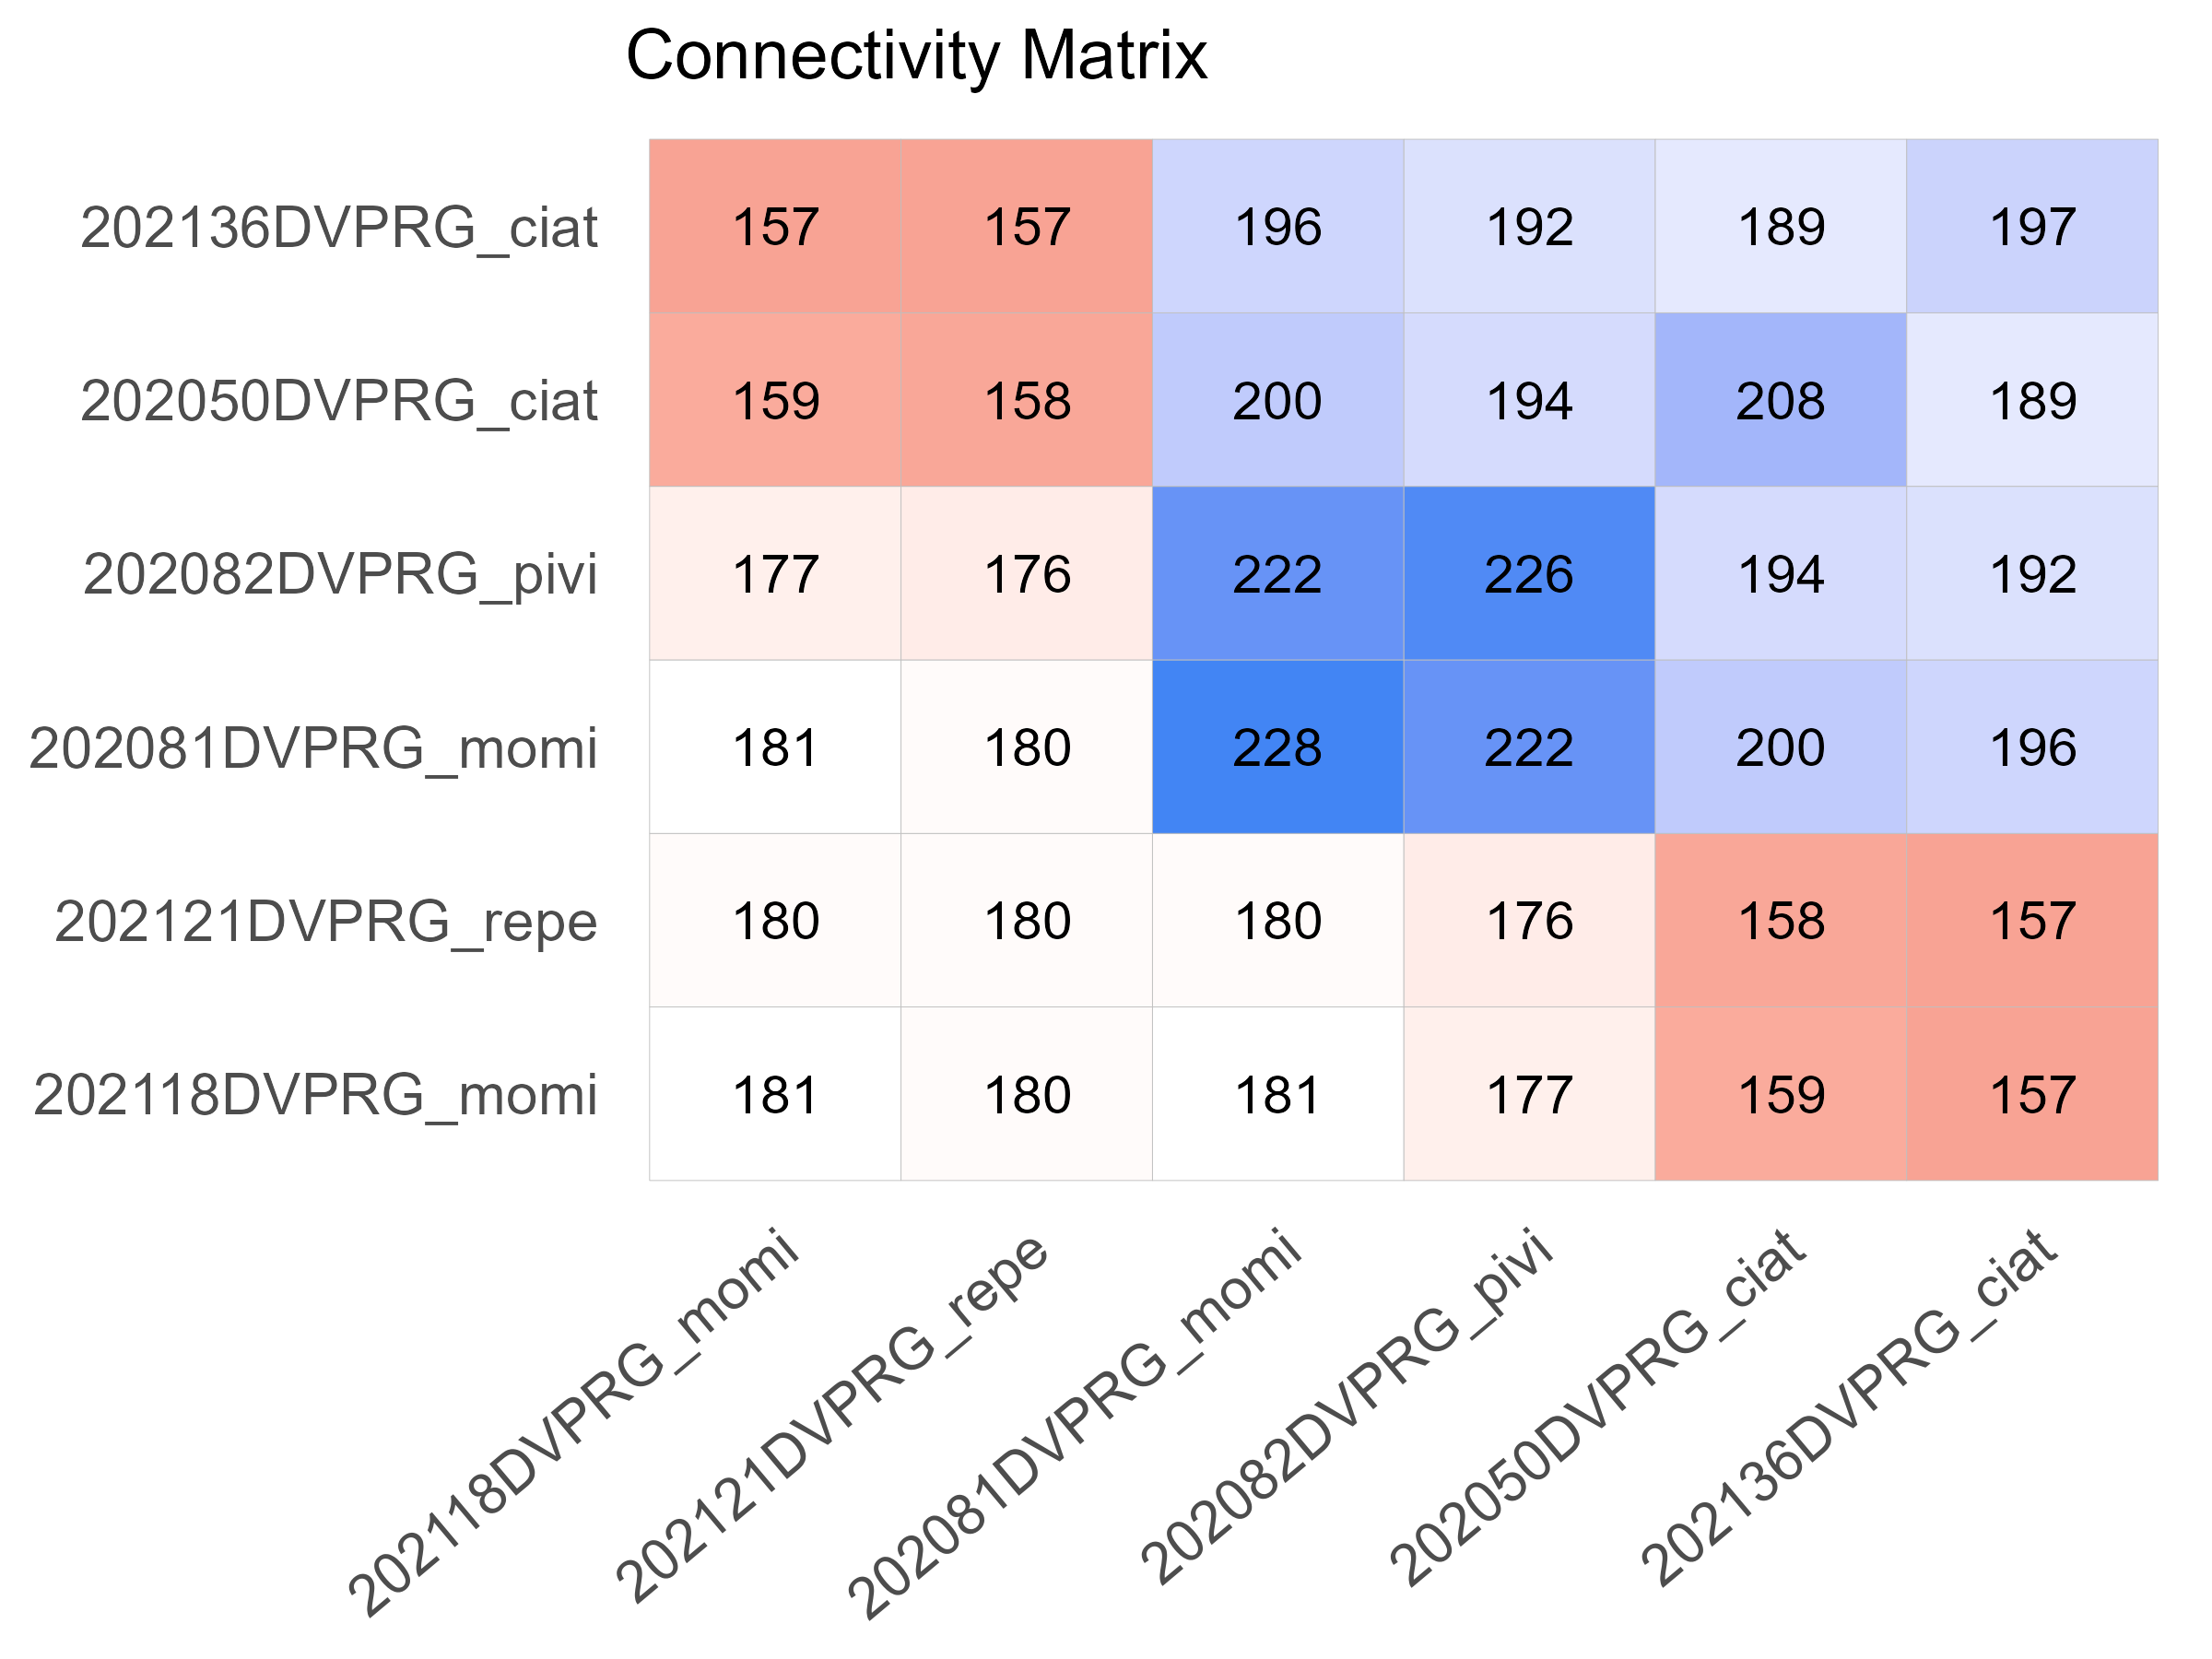 Connectivity Matrix
202136DVPRG_ciat 157 157 196 192 189 197
202050DVPRG_ciat 159 158 200 194 208 189
202082DVPRG_pivi 177 176 222 226 194 192
202081DVPRG_momi 181 180 228 222 200 196
202121DVPRG_repe 180 180 180 176 158 157
202118DVPRG_momi 181 180 181 177 159 157
202118DVPRG_momi
202121DVPRG_repe
202081DVPRG_momi
202082DVPRG_pivi
202050DVPRG_ciat
202136DVPRG_ciat